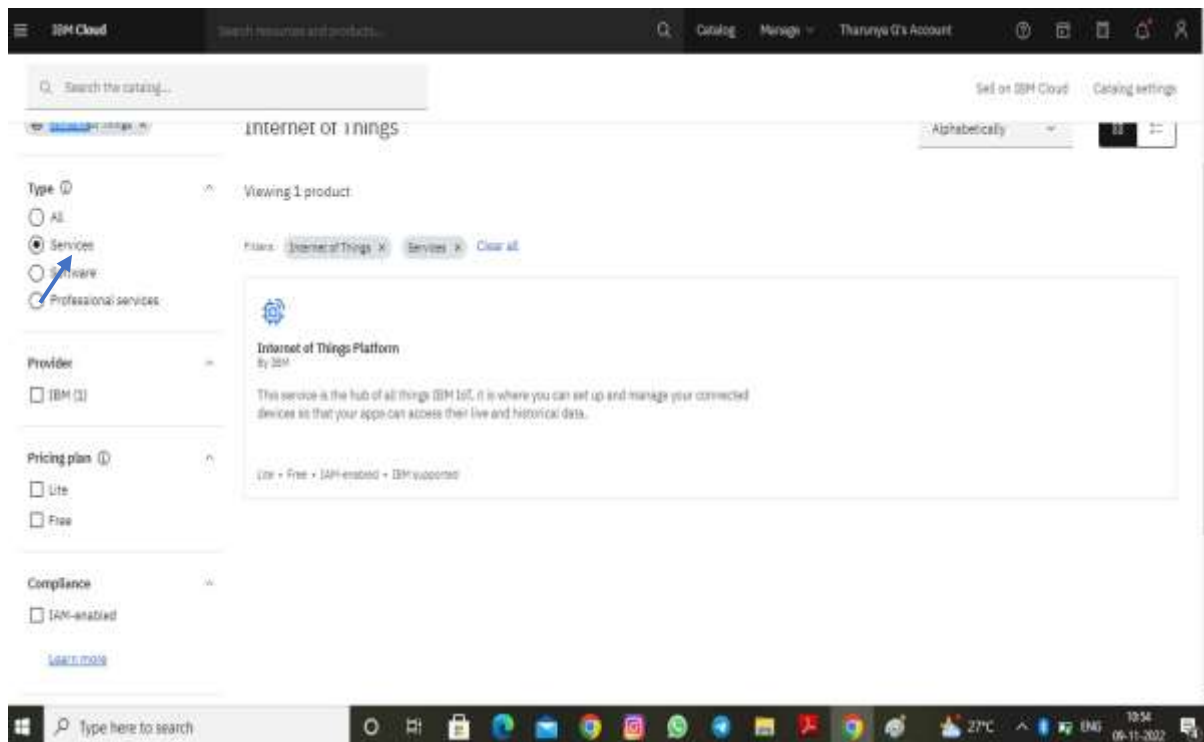 IBM Cloud
Search resources and products...
Catalog
Manage
Tharunya G's Account
Search the catalog...
Sell on IBM Cloud
Catalog settings
Internet of Things
Alphabetically
Type
Viewing 1 product
All
Services
Filters
Internet of Things ×
Services ×
Clear all
Software
Professional services
Internet of Things Platform
By IBM
Provider
IBM (1)
This service is the hub of all things IBM IoT, it is where you can set up and manage your connected
devices so that your apps can access their live and historical data.
Pricing plan
Lite • Free • IAM-enabled • IBM supported
Lite
Free
Compliance
IAM-enabled
Learn more
Type here to search
27°C
ENG
10:54
09-11-2022